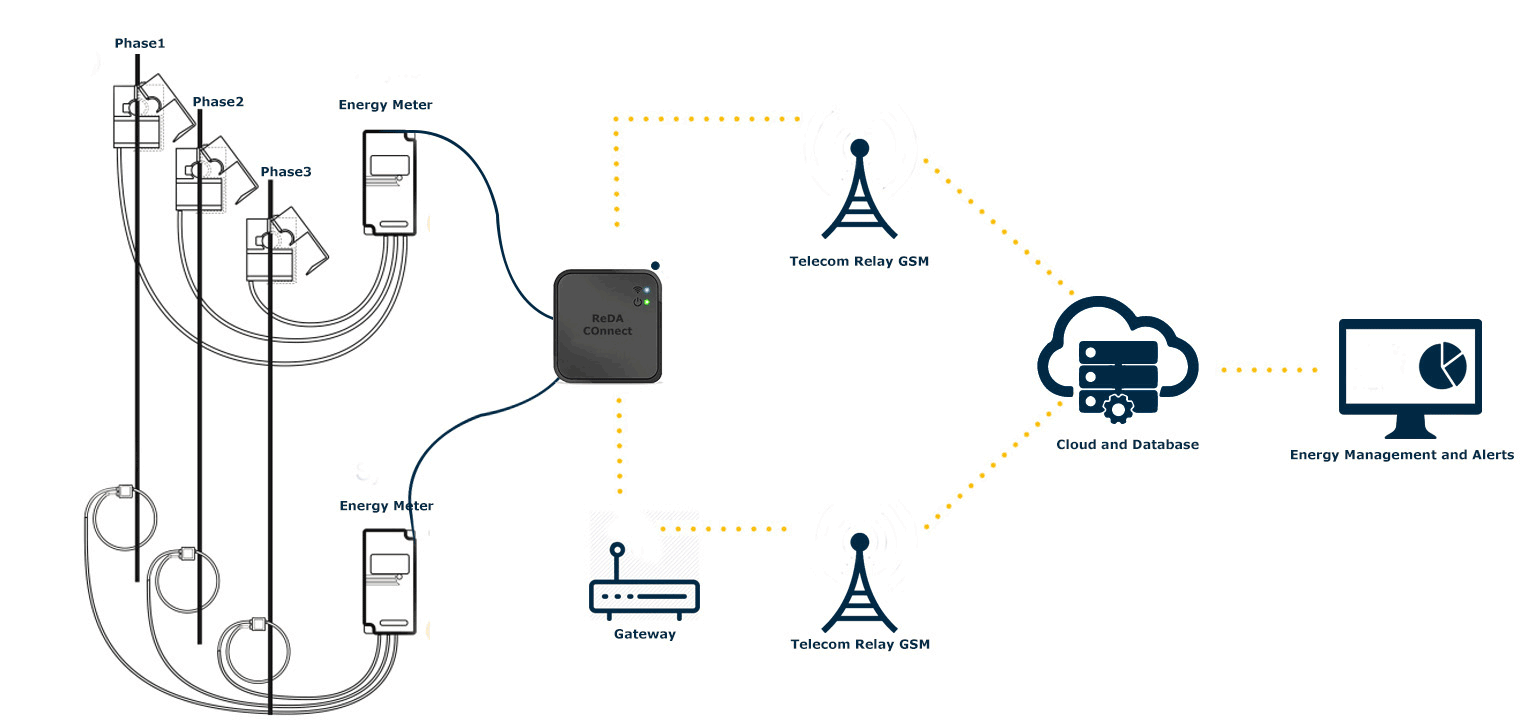 Phase1
Phase2
Phase3
Energy Meter
Telecom Relay GSM
ReDA
COnnect
Cloud and Database
Energy Management and Alerts
Energy Meter
Gateway
Telecom Relay GSM